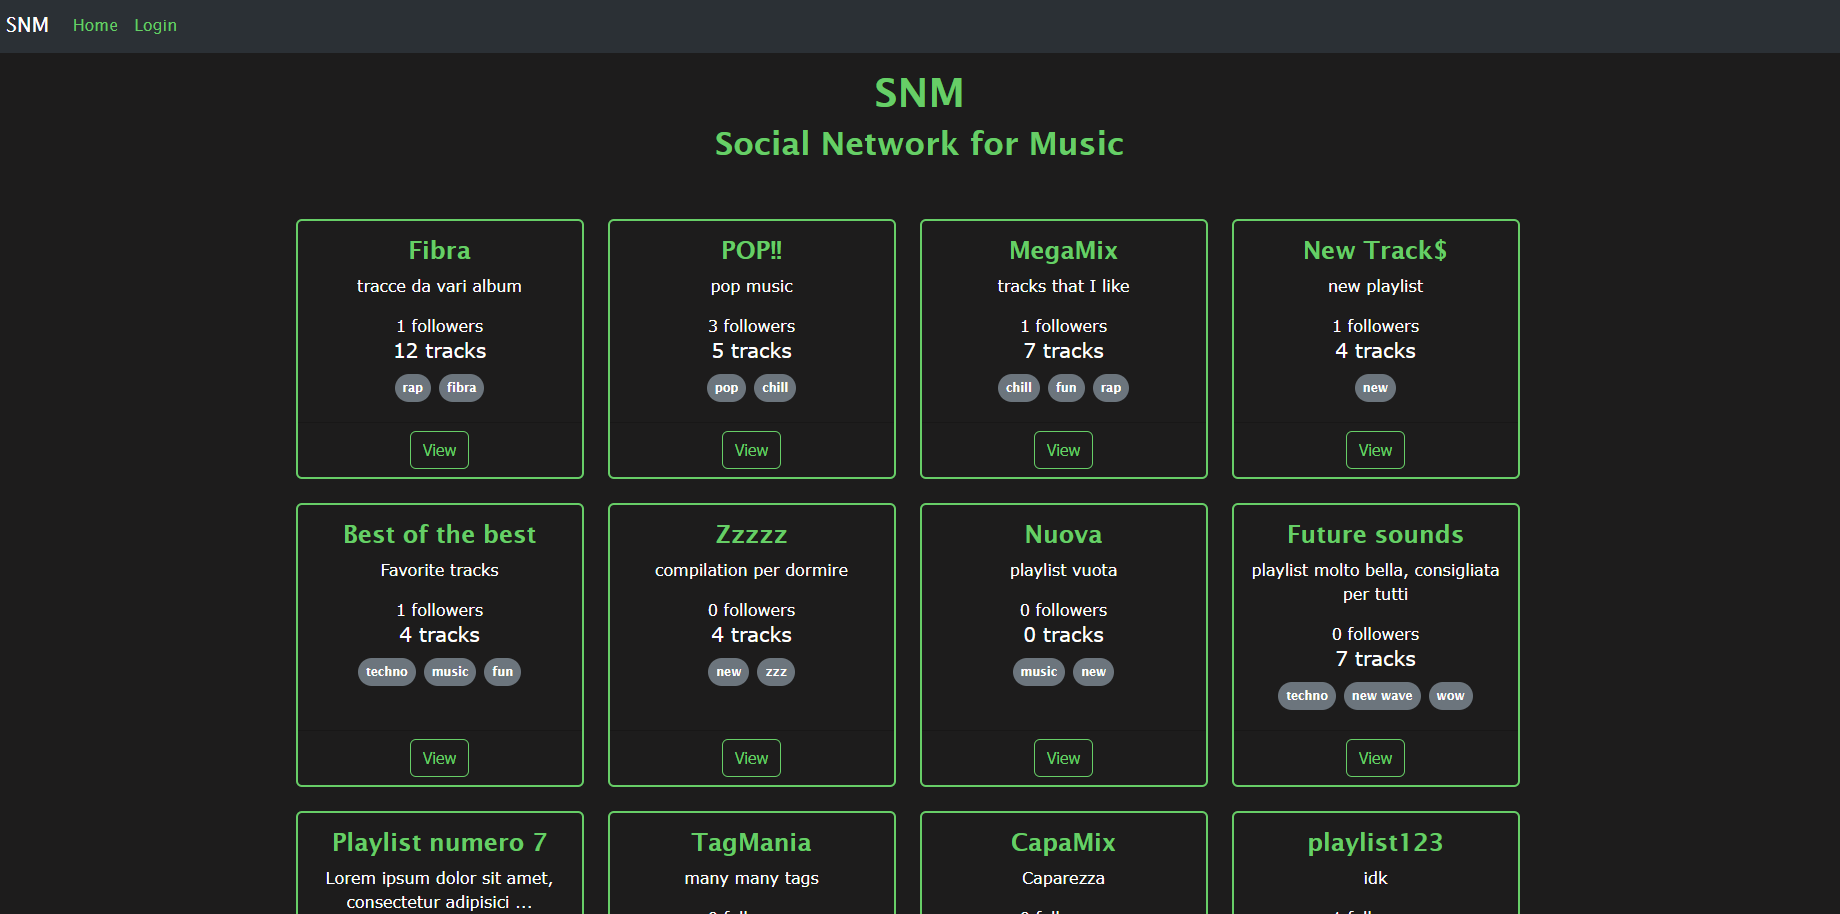 SNM Home Login
SNM
Social Network for Music
Fibra
tracce da vari album
1 followers
12 tracks
rap fibra
View
POP!!
pop music
3 followers
5 tracks
pop chill
View
MegaMix
tracks that I like
1 followers
7 tracks
chill fun rap
View
New Track$
new playlist
1 followers
4 tracks
new
View
Best of the best
Favorite tracks
1 followers
4 tracks
techno music fun
View
Zzzzz
compilation per dormire
0 followers
4 tracks
new zzz
View
Nuova
playlist vuota
0 followers
0 tracks
music new
View
Future sounds
playlist molto bella, consigliata
per tutti
0 followers
7 tracks
techno new wave wow
View
Playlist numero 7
Lorem ipsum dolor sit amet,
consectetur adipisici ...
TagMania
many many tags
CapaMix
Caparezza
playlist123
idk